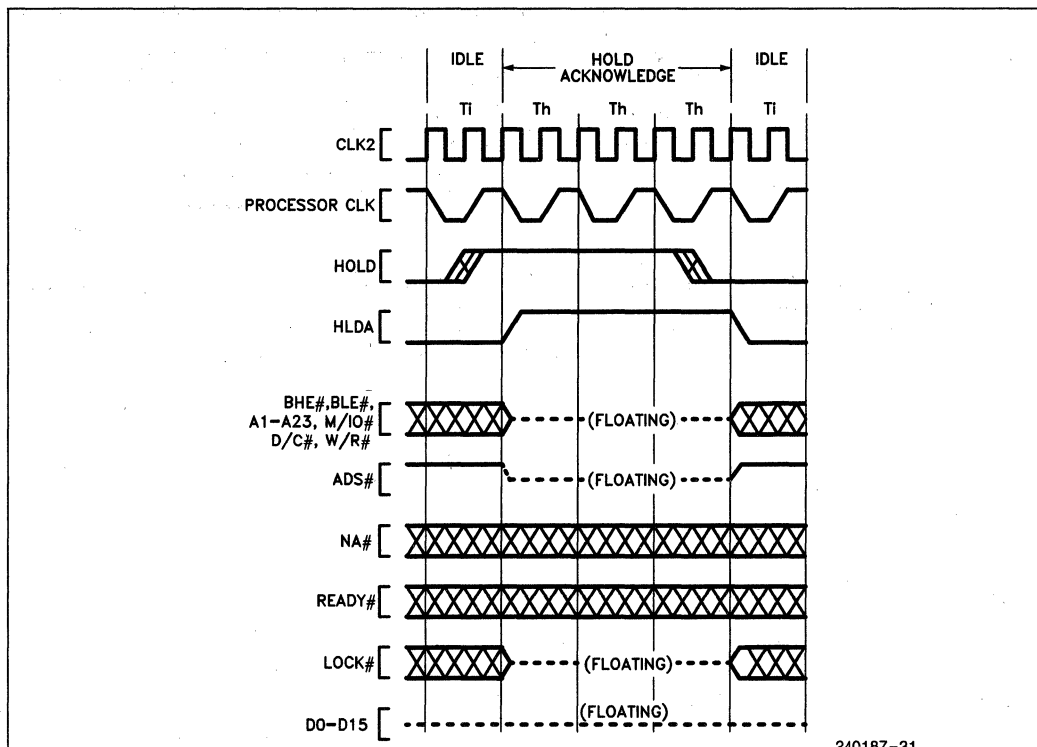 IDLE
HOLD
ACKNOWLEDGE
IDLE
Ti Th Th Th Ti
CLK2
PROCESSOR CLK
HOLD
HLDA
BHE#,BLE#,
A1-A23, M/IO# (FLOATING)
D/C#, W/R#
ADS# (FLOATING)
NA#
READY#
LOCK# (FLOATING)
(FLOATING)
D0-D15
240187-21